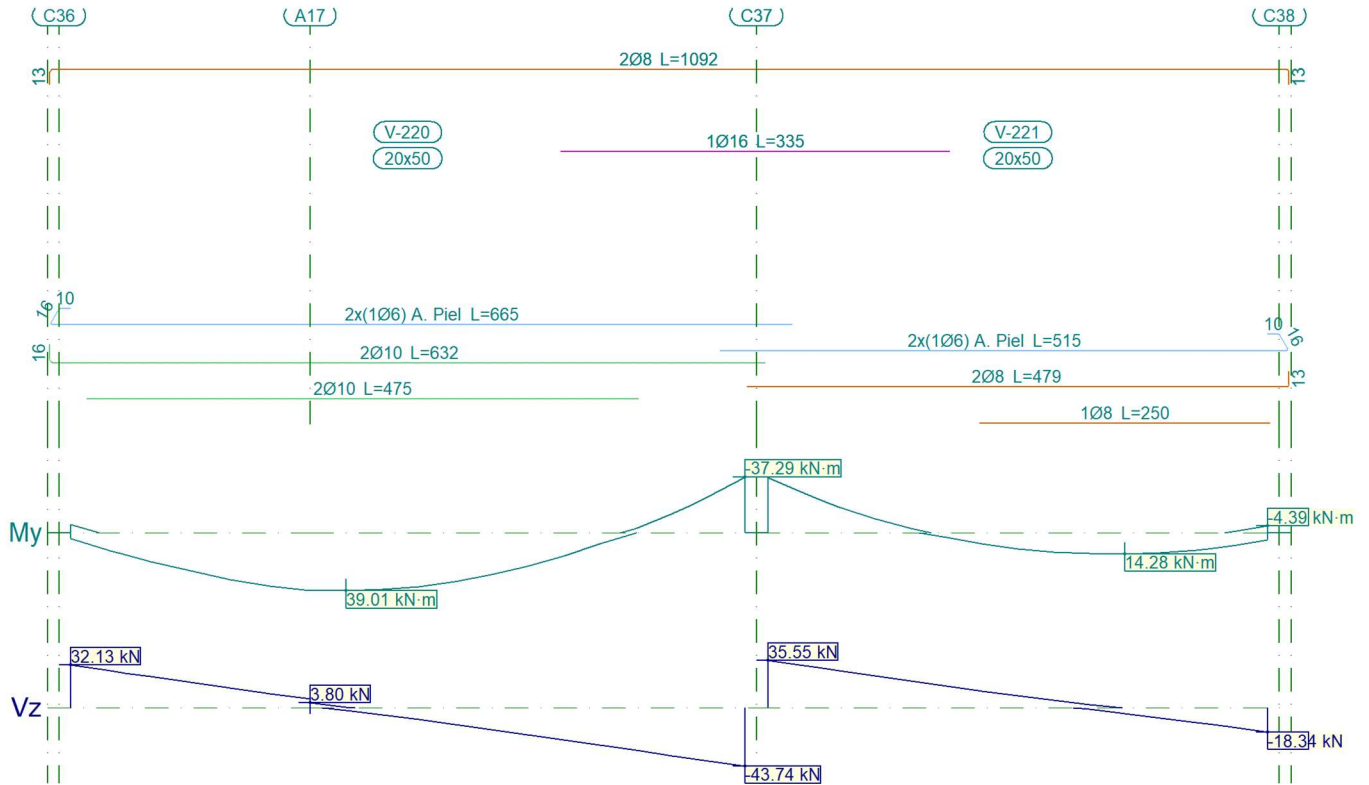 C36
A17
C37
C38
2Ø8 L=1092
13
13
V-220
20x50
V-221
20x50
1Ø16 L=335
16
10
2x(1Ø6) A. Piel L=665
10
16
2x(1Ø6) A. Piel L=515
16
2Ø10 L=632
2Ø8 L=479
13
2Ø10 L=475
1Ø8 L=250
-37.29 kN·m
My
-4.39 kN·m
14.28 kN·m
39.01 kN·m
32.13 kN
35.55 kN
3.80 kN
Vz
-18.34 kN
-43.74 kN